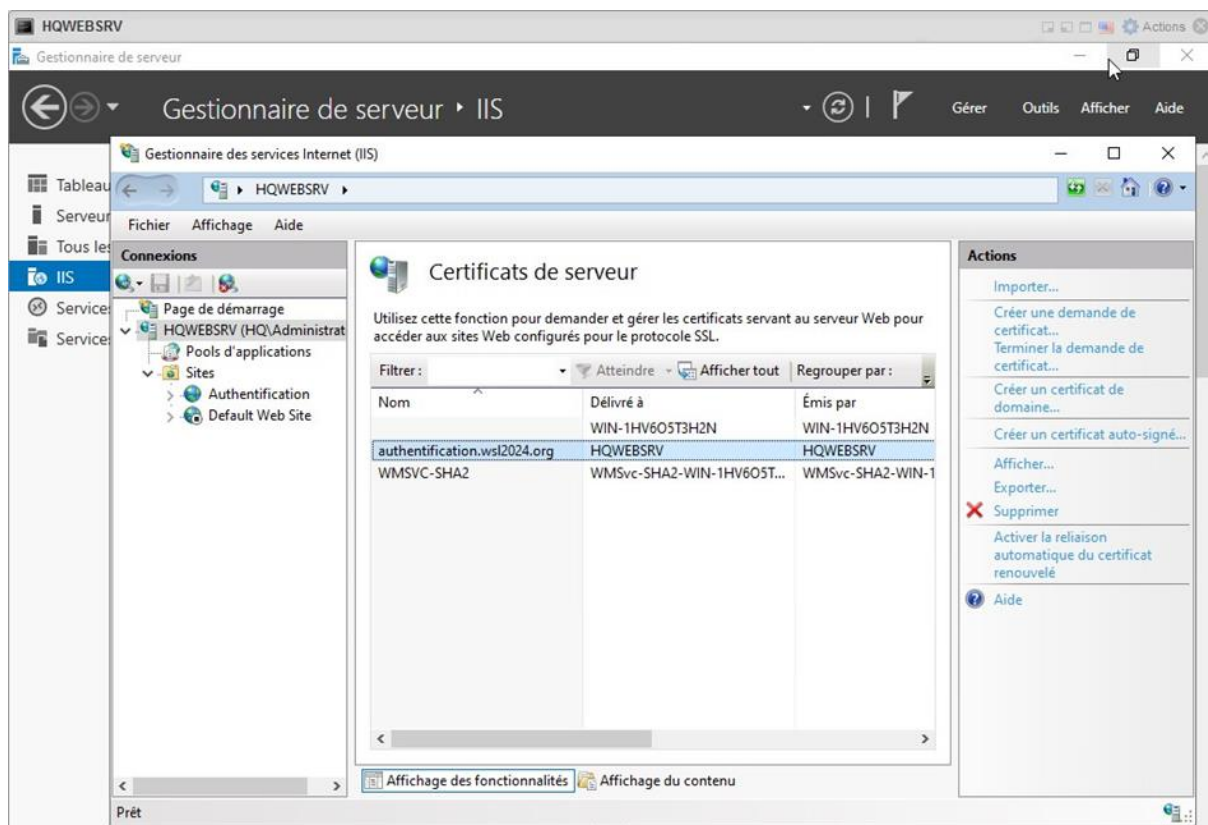 HQWEBSRV
Actions
Gestionnaire de serveur
Gestionnaire de serveur IIS
Gérer Outils Afficher Aide
Tableau
Serveur
Tous les
IIS
Services
Services
Gestionnaire des services Internet (IIS)
HQWEBSRV
Fichier Affichage Aide
Connexions
Page de démarrage
HQWEBSRV (HQ\Administrat
Pools d'applications
Sites
Authentification
Default Web Site
Certificats de serveur
Utilisez cette fonction pour demander et gérer les certificats servant au serveur Web pour
accéder aux sites Web configurés pour le protocole SSL.
Filtrer : Atteindre Afficher tout Regrouper par :
Nom Délivré à Émis par
WIN-1HV6O5T3H2N WIN-1HV6O5T3H2N
authentification.wsl2024.org HQWEBSRV HQWEBSRV
WMSVC-SHA2 WMSvc-SHA2-WIN-1HV6O5T... WMSvc-SHA2-WIN-1
Affichage des fonctionnalités Affichage du contenu
Actions
Importer...
Créer une demande de
certificat...
Terminer la demande de
certificat...
Créer un certificat de
domaine...
Créer un certificat auto-signé...
Afficher...
Exporter...
Supprimer
Activer la reliaison
automatique du certificat
renouvelé
Aide
Prêt